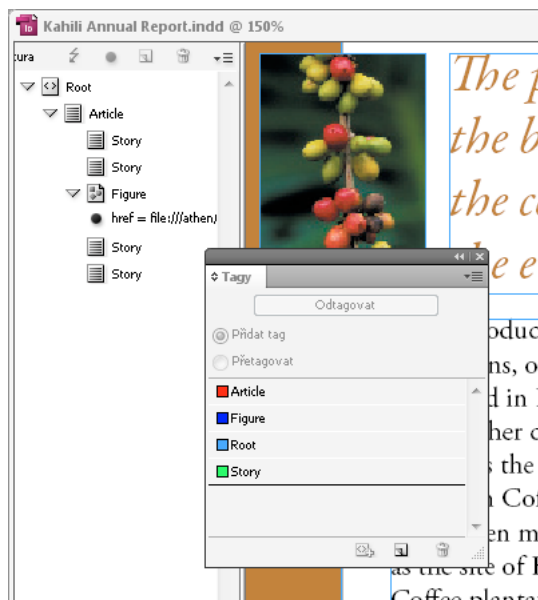 Kahili Annual Report.indd @ 150%
tura
Root
Article
Story
Story
Figure
href = file:///athen/
Story
Story
The p
the b
the c
he e
Tagy
Odtagovat
Přidat tag
Přetagovat
Article
Figure
Root
Story
oduc
ns, o
d in
her c
s the
Cof
en m
as the site of
Coffee planta